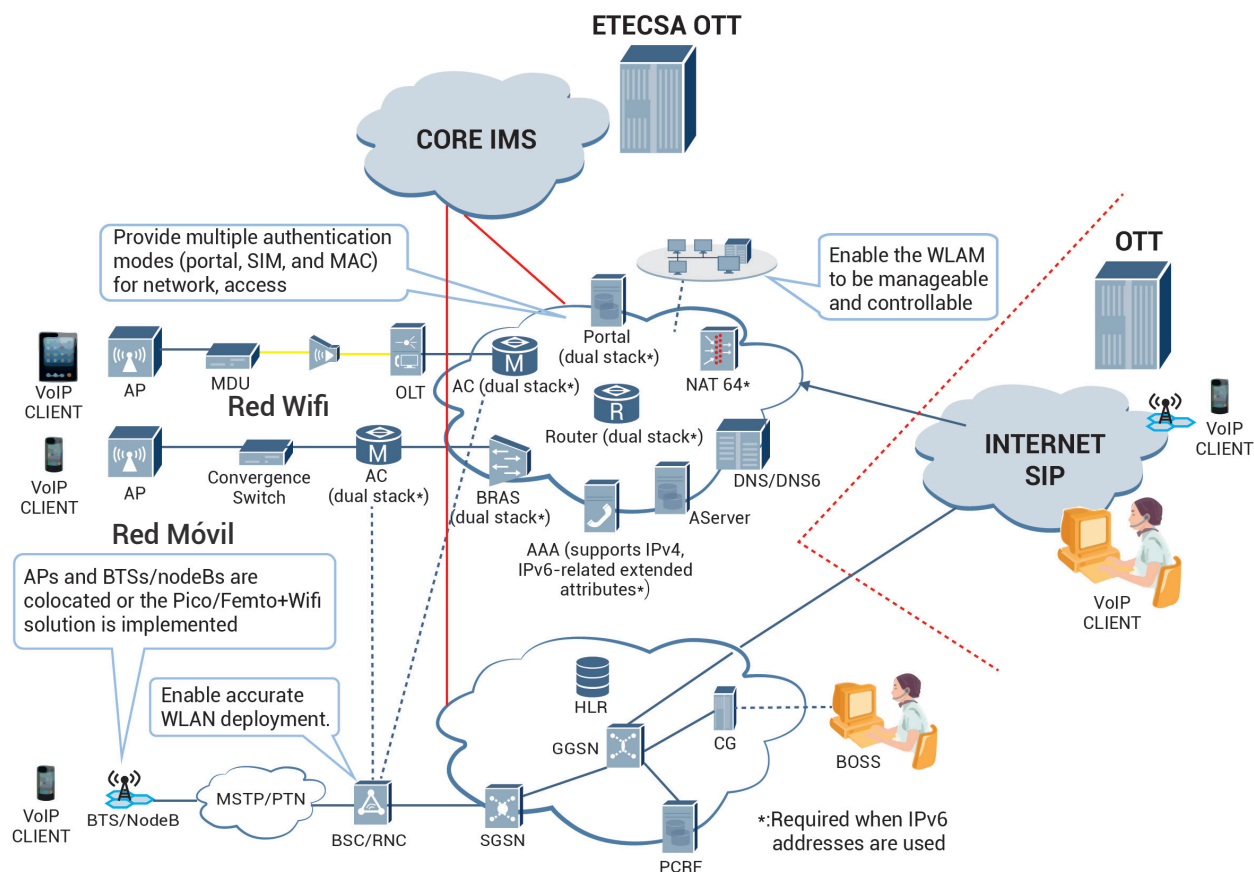 ETECSA OTT
CORE IMS
Provide multiple authentication
modes (portal, SIM, and MAC)
for network, access
Enable the WLAM
to be manageable
and controllable
OTT
Portal
(dual stack*)
NAT 64*
VoIP
CLIENT
AP
MDU
OLT
AC (dual stack*)
M
Red Wifi
R
Router (dual stack*)
INTERNET
SIP
VoIP
CLIENT
VoIP
CLIENT
AP
Convergence
Switch
M
AC
(dual stack*)
BRAS
(dual stack*)
DNS/DNS6
AServer
AAA (supports IPv4,
IPv6-related extended
attributes*)
VoIP
CLIENT
Red Móvil
APs and BTSs/nodeBs are
colocated or the Pico/Femto+Wifi
solution is implemented
Enable accurate
WLAN deployment.
HLR
GGSN
CG
BOSS
VoIP
CLIENT
BTS/NodeB
MSTP/PTN
BSC/RNC
SGSN
PCRF
*:Required when IPv6
addresses are used